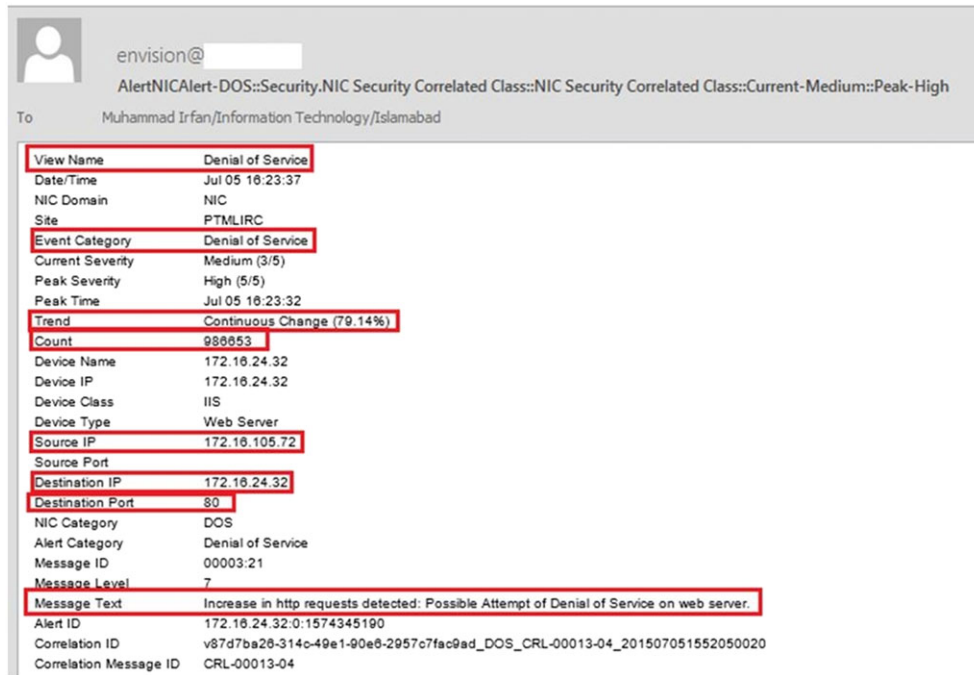 envision@
AlertNICAlert-DOS::Security.NIC Security Correlated Class::NIC Security Correlated Class::Current-Medium::Peak-High
To Muhammad Irfan/Information Technology/Islamabad
View Name Denial of Service
Date/Time Jul 05 16:23:37
NIC Domain NIC
Site PTMLIRC
Event Category Denial of Service
Current Severity Medium (3/5)
Peak Severity High (5/5)
Peak Time Jul 05 16:23:32
Trend Continuous Change (79.14%)
Count 986653
Device Name 172.16.24.32
Device IP 172.16.24.32
Device Class IIS
Device Type Web Server
Source IP 172.16.105.72
Source Port
Destination IP 172.16.24.32
Destination Port 80
NIC Category DOS
Alert Category Denial of Service
Message ID 00003:21
Message Level 7
Message Text Increase in http requests detected: Possible Attempt of Denial of Service on web server.
Alert ID 172.16.24.32:0:1574345190
Correlation ID v87d7ba26-314c-49e1-90e6-2957c7fac9ad_DOS_CRL-00013-04_201507051552050020
Correlation Message ID CRL-00013-04